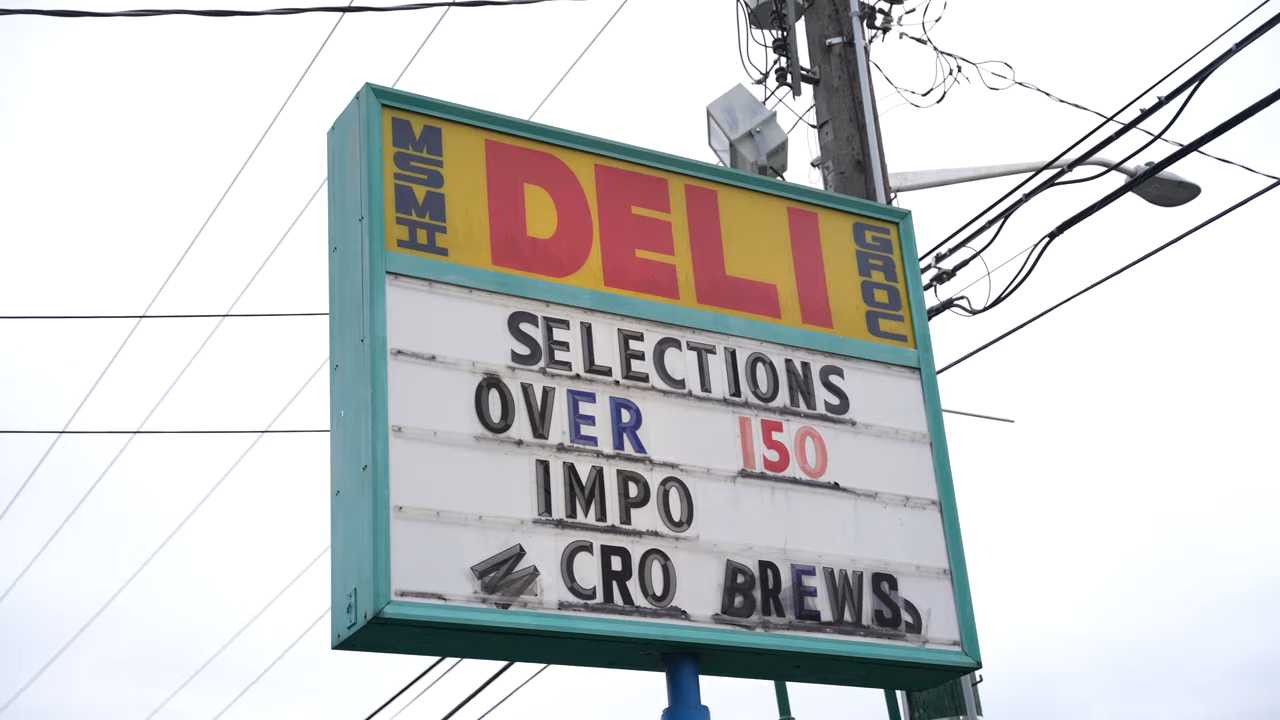 MSM II DELI GROC
SELECTIONS
OVER 150
IMPO
M CRO BREWS